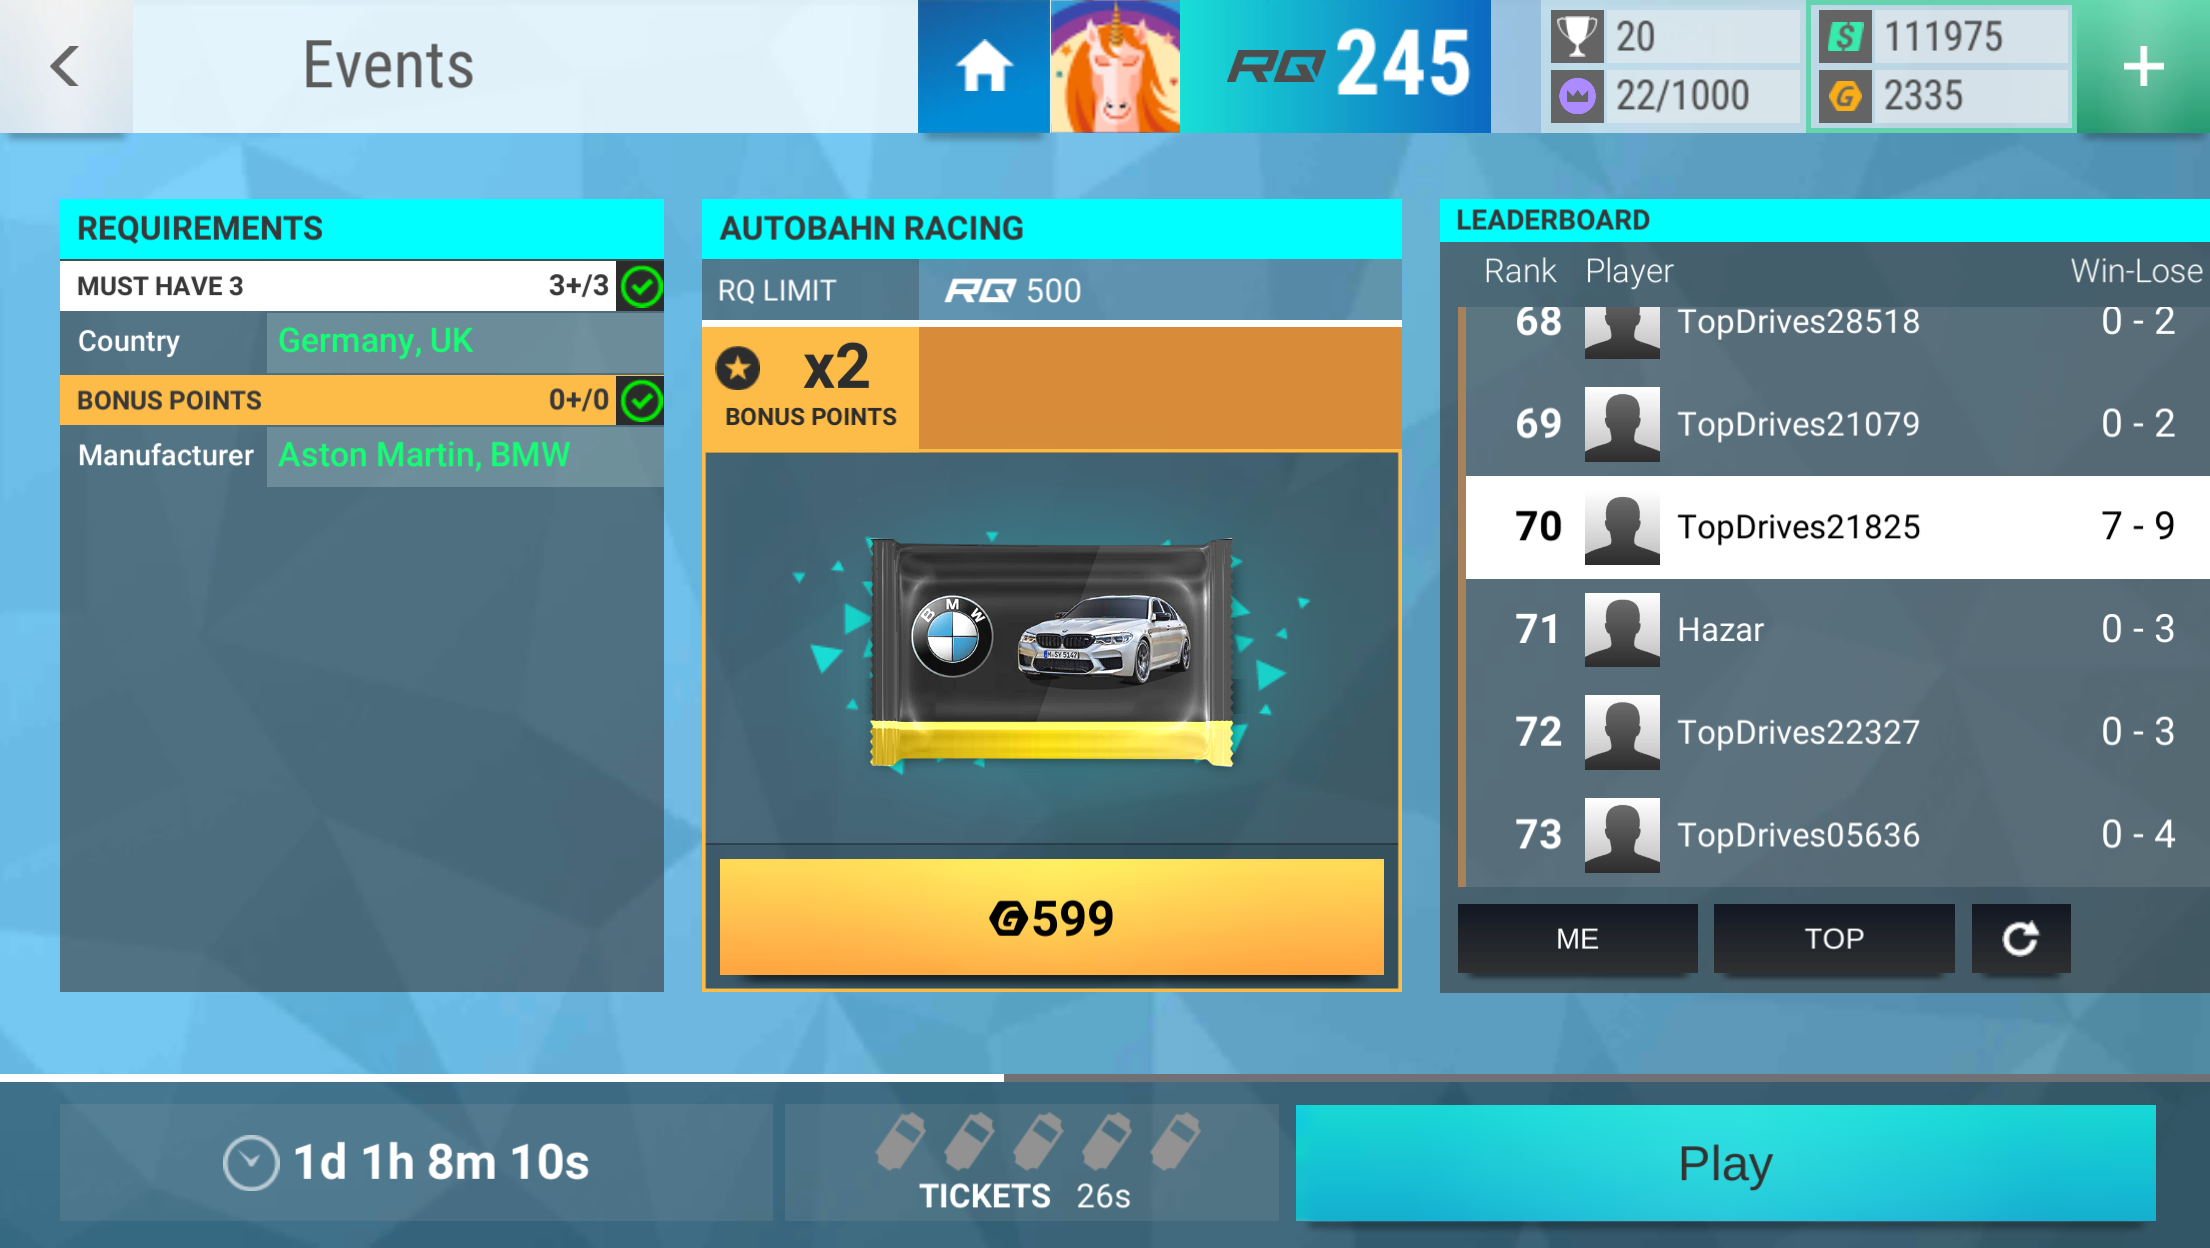 Events
RQ 245
20
22/1000
111975
2335
REQUIREMENTS
MUST HAVE 3 3+/3
Country Germany, UK
BONUS POINTS 0+/0
Manufacturer Aston Martin, BMW
AUTOBAHN RACING
RQ LIMIT RQ 500
x2
BONUS POINTS
BMW
M·SY 5147
G599
LEADERBOARD
Rank Player Win-Lose
68 TopDrives28518 0 - 2
69 TopDrives21079 0 - 2
70 TopDrives21825 7 - 9
71 Hazar 0 - 3
72 TopDrives22327 0 - 3
73 TopDrives05636 0 - 4
ME TOP
1d 1h 8m 10s
TICKETS 26s
Play